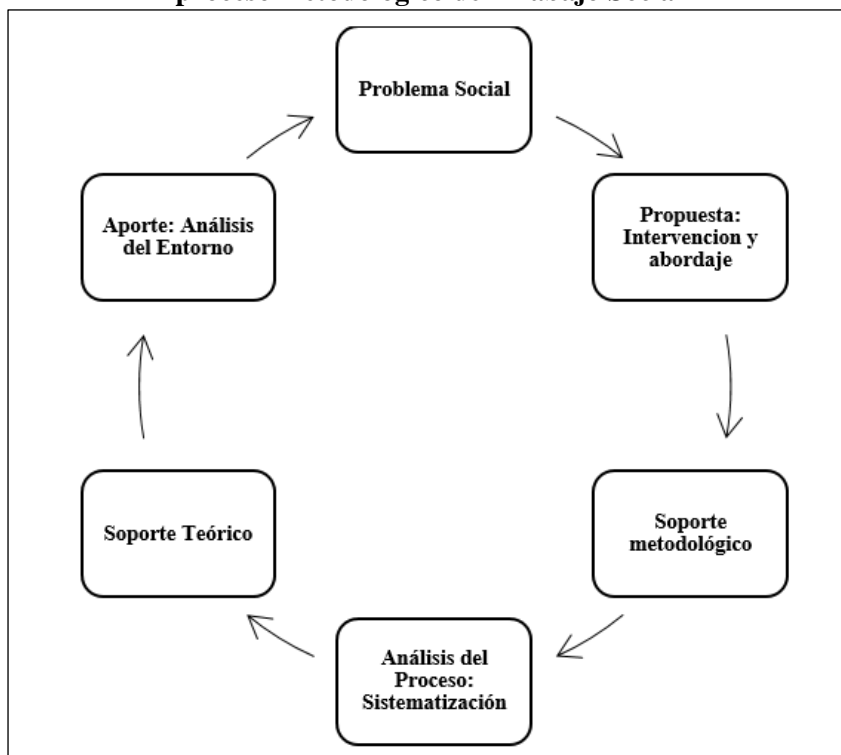 Problema Social
Propuesta:
Intervencion y
abordaje
Soporte
metodológico
Análisis del
Proceso:
Sistematización
Soporte Teórico
Aporte: Análisis
del Entorno